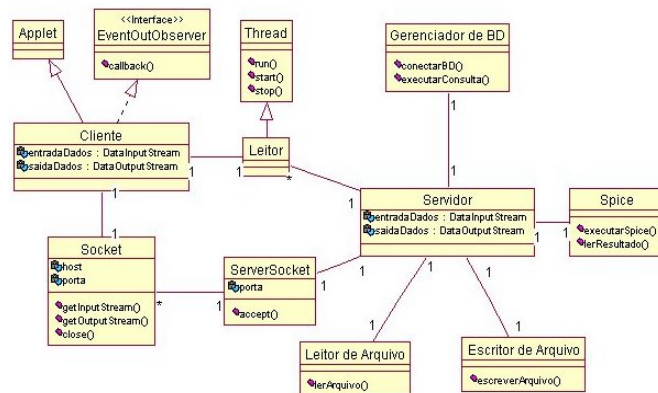 Applet
<<Interface>>
EventOutObserver
callback()
Thread
run()
start()
stop()
Gerenciador de BD
conectarBD()
executarConsulta()
1
Cliente
entradaDados : DataInputStream
saidaDados : DataOutputStream
1
1
Leitor
*
1
1
1
1
Servidor
entradaDados : DataInputStream
saidaDados : DataOutputStream
1
1
Spice
executarSpice()
lerResultado()
Socket
host
porta
getInputStream()
getOutputStream()
close()
*
1
ServerSocket
porta
accept()
1
1
1
1
1
1
Leitor de Arquivo
lerArquivo()
Escritor de Arquivo
escreverArquivo()